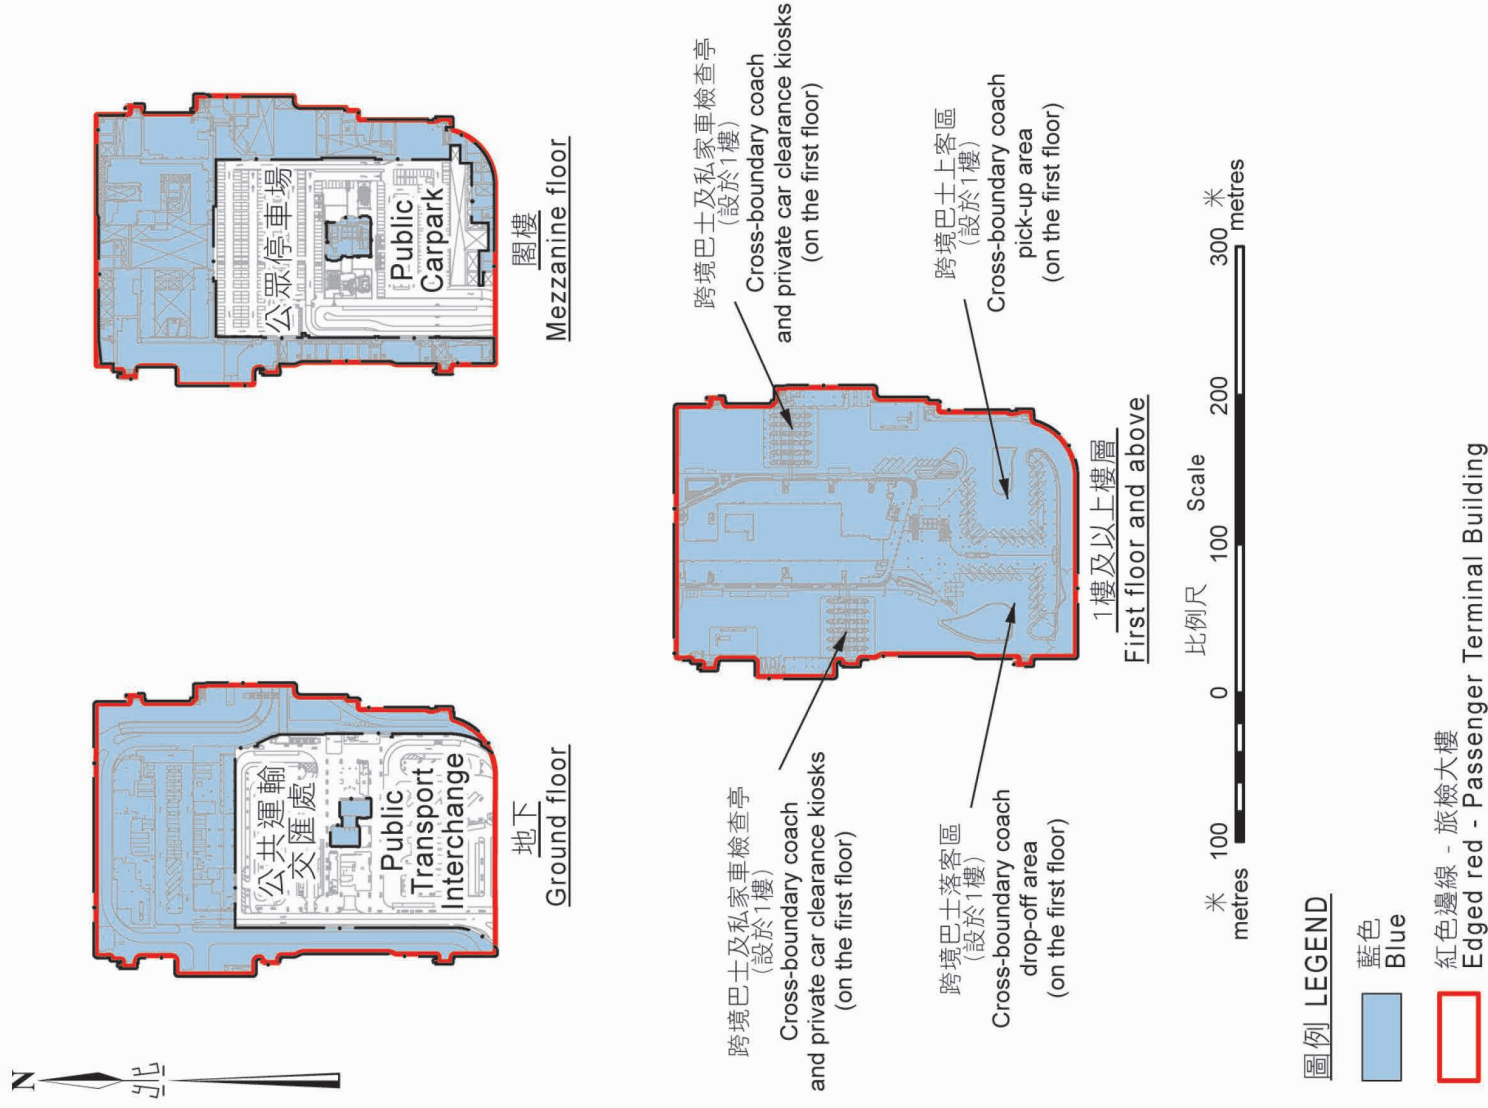 N
北
公共運輸
交匯處
Public
Transport
Interchange
地下
Ground floor
公眾停車場
Public
Carpark
閣樓
Mezzanine floor
跨境巴士及私家車檢查亭
(設於1樓)
Cross-boundary coach
and private car clearance kiosks
(on the first floor)
跨境巴士落客區
(設於1樓)
Cross-boundary coach
drop-off area
(on the first floor)
跨境巴士及私家車檢查亭
(設於1樓)
Cross-boundary coach
and private car clearance kiosks
(on the first floor)
跨境巴士上客區
(設於1樓)
Cross-boundary coach
pick-up area
(on the first floor)
1樓及以上樓層
First floor and above
比例尺 Scale
米 100 0 100 200 300 米
metres metres
圖例 LEGEND
藍色
Blue
紅色邊線 - 旅檢大樓
Edged red - Passenger Terminal Building